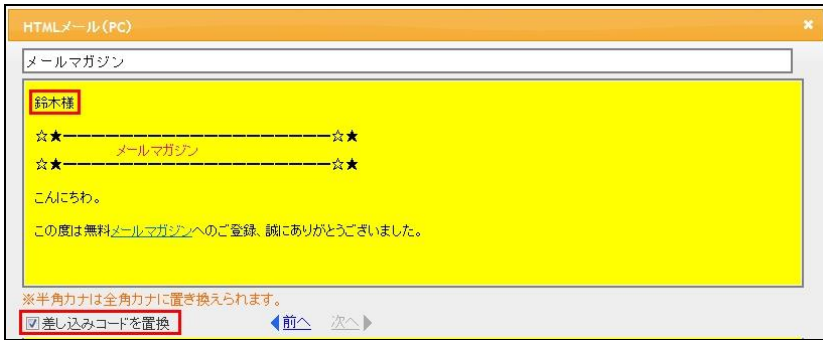 HTMLメール(PC)
メールマガジン
鈴木様
☆★━━━━━━━━━━━━━━━━━━━━☆★
メールマガジン
☆★━━━━━━━━━━━━━━━━━━━━☆★
こんにちわ。
この度は無料メールマガジンへのご登録、誠にありがとうございました。
※半角カナは全角カナに置き換えられます。
差し込みコードを置換 前へ 次へ